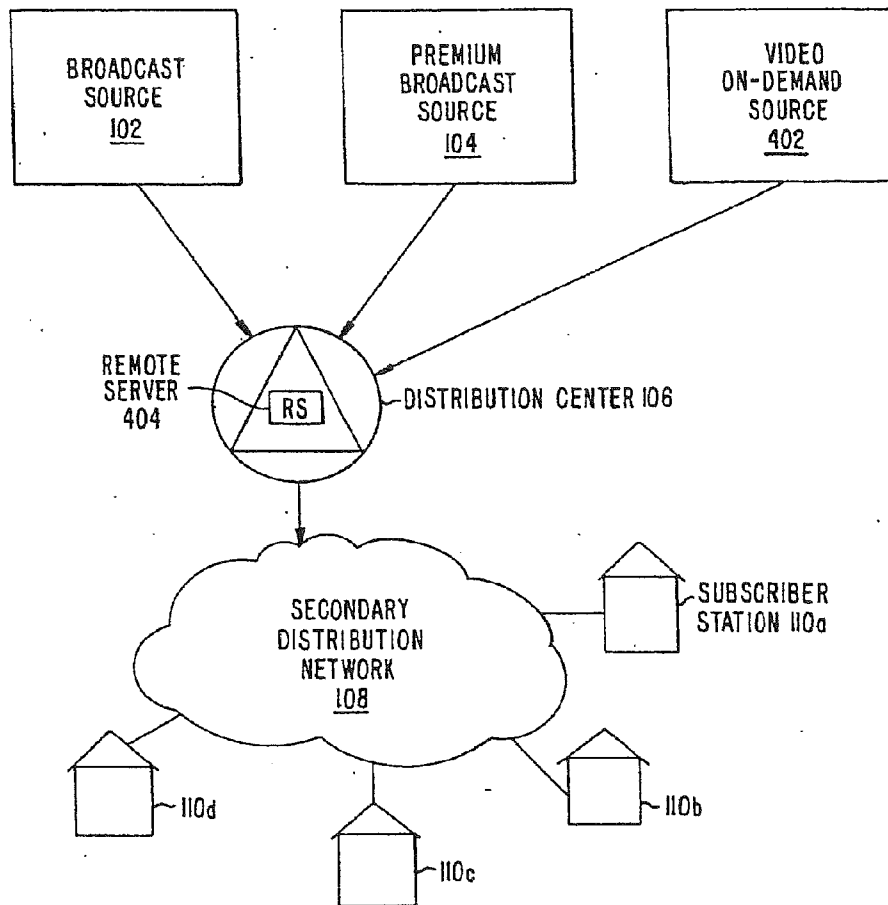 BROADCAST
SOURCE
102
PREMIUM
BROADCAST
SOURCE
104
VIDEO
ON-DEMAND
SOURCE
402
REMOTE
SERVER
404
RS
DISTRIBUTION CENTER 106
SECONDARY
DISTRIBUTION
NETWORK
108
SUBSCRIBER
STATION 110a
110d
110c
110b